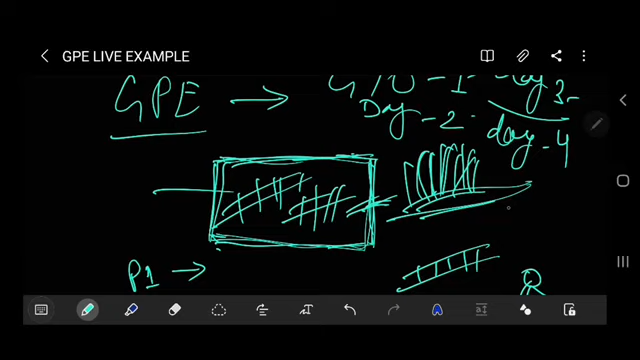 GPE LIVE EXAMPLE
GPE →
Day - 2
day - 4
P1 →